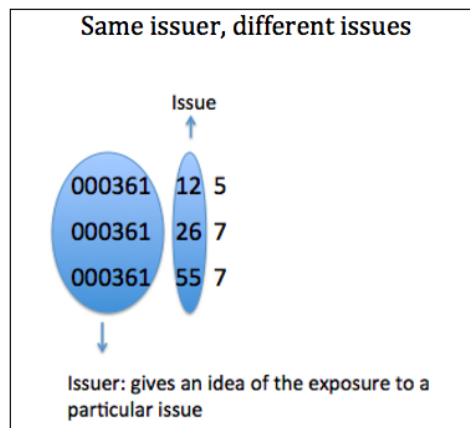 Same issuer, different issues
Issue
000361 12 5
000361 26 7
000361 55 7
Issuer: gives an idea of the exposure to a
particular issue